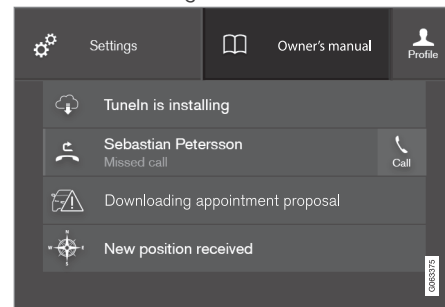 Settings
Owner's manual
Profile
TuneIn is installing
Sebastian Petersson
Missed call
Call
Downloading appointment proposal
N
W
E
S
New position received
G063375